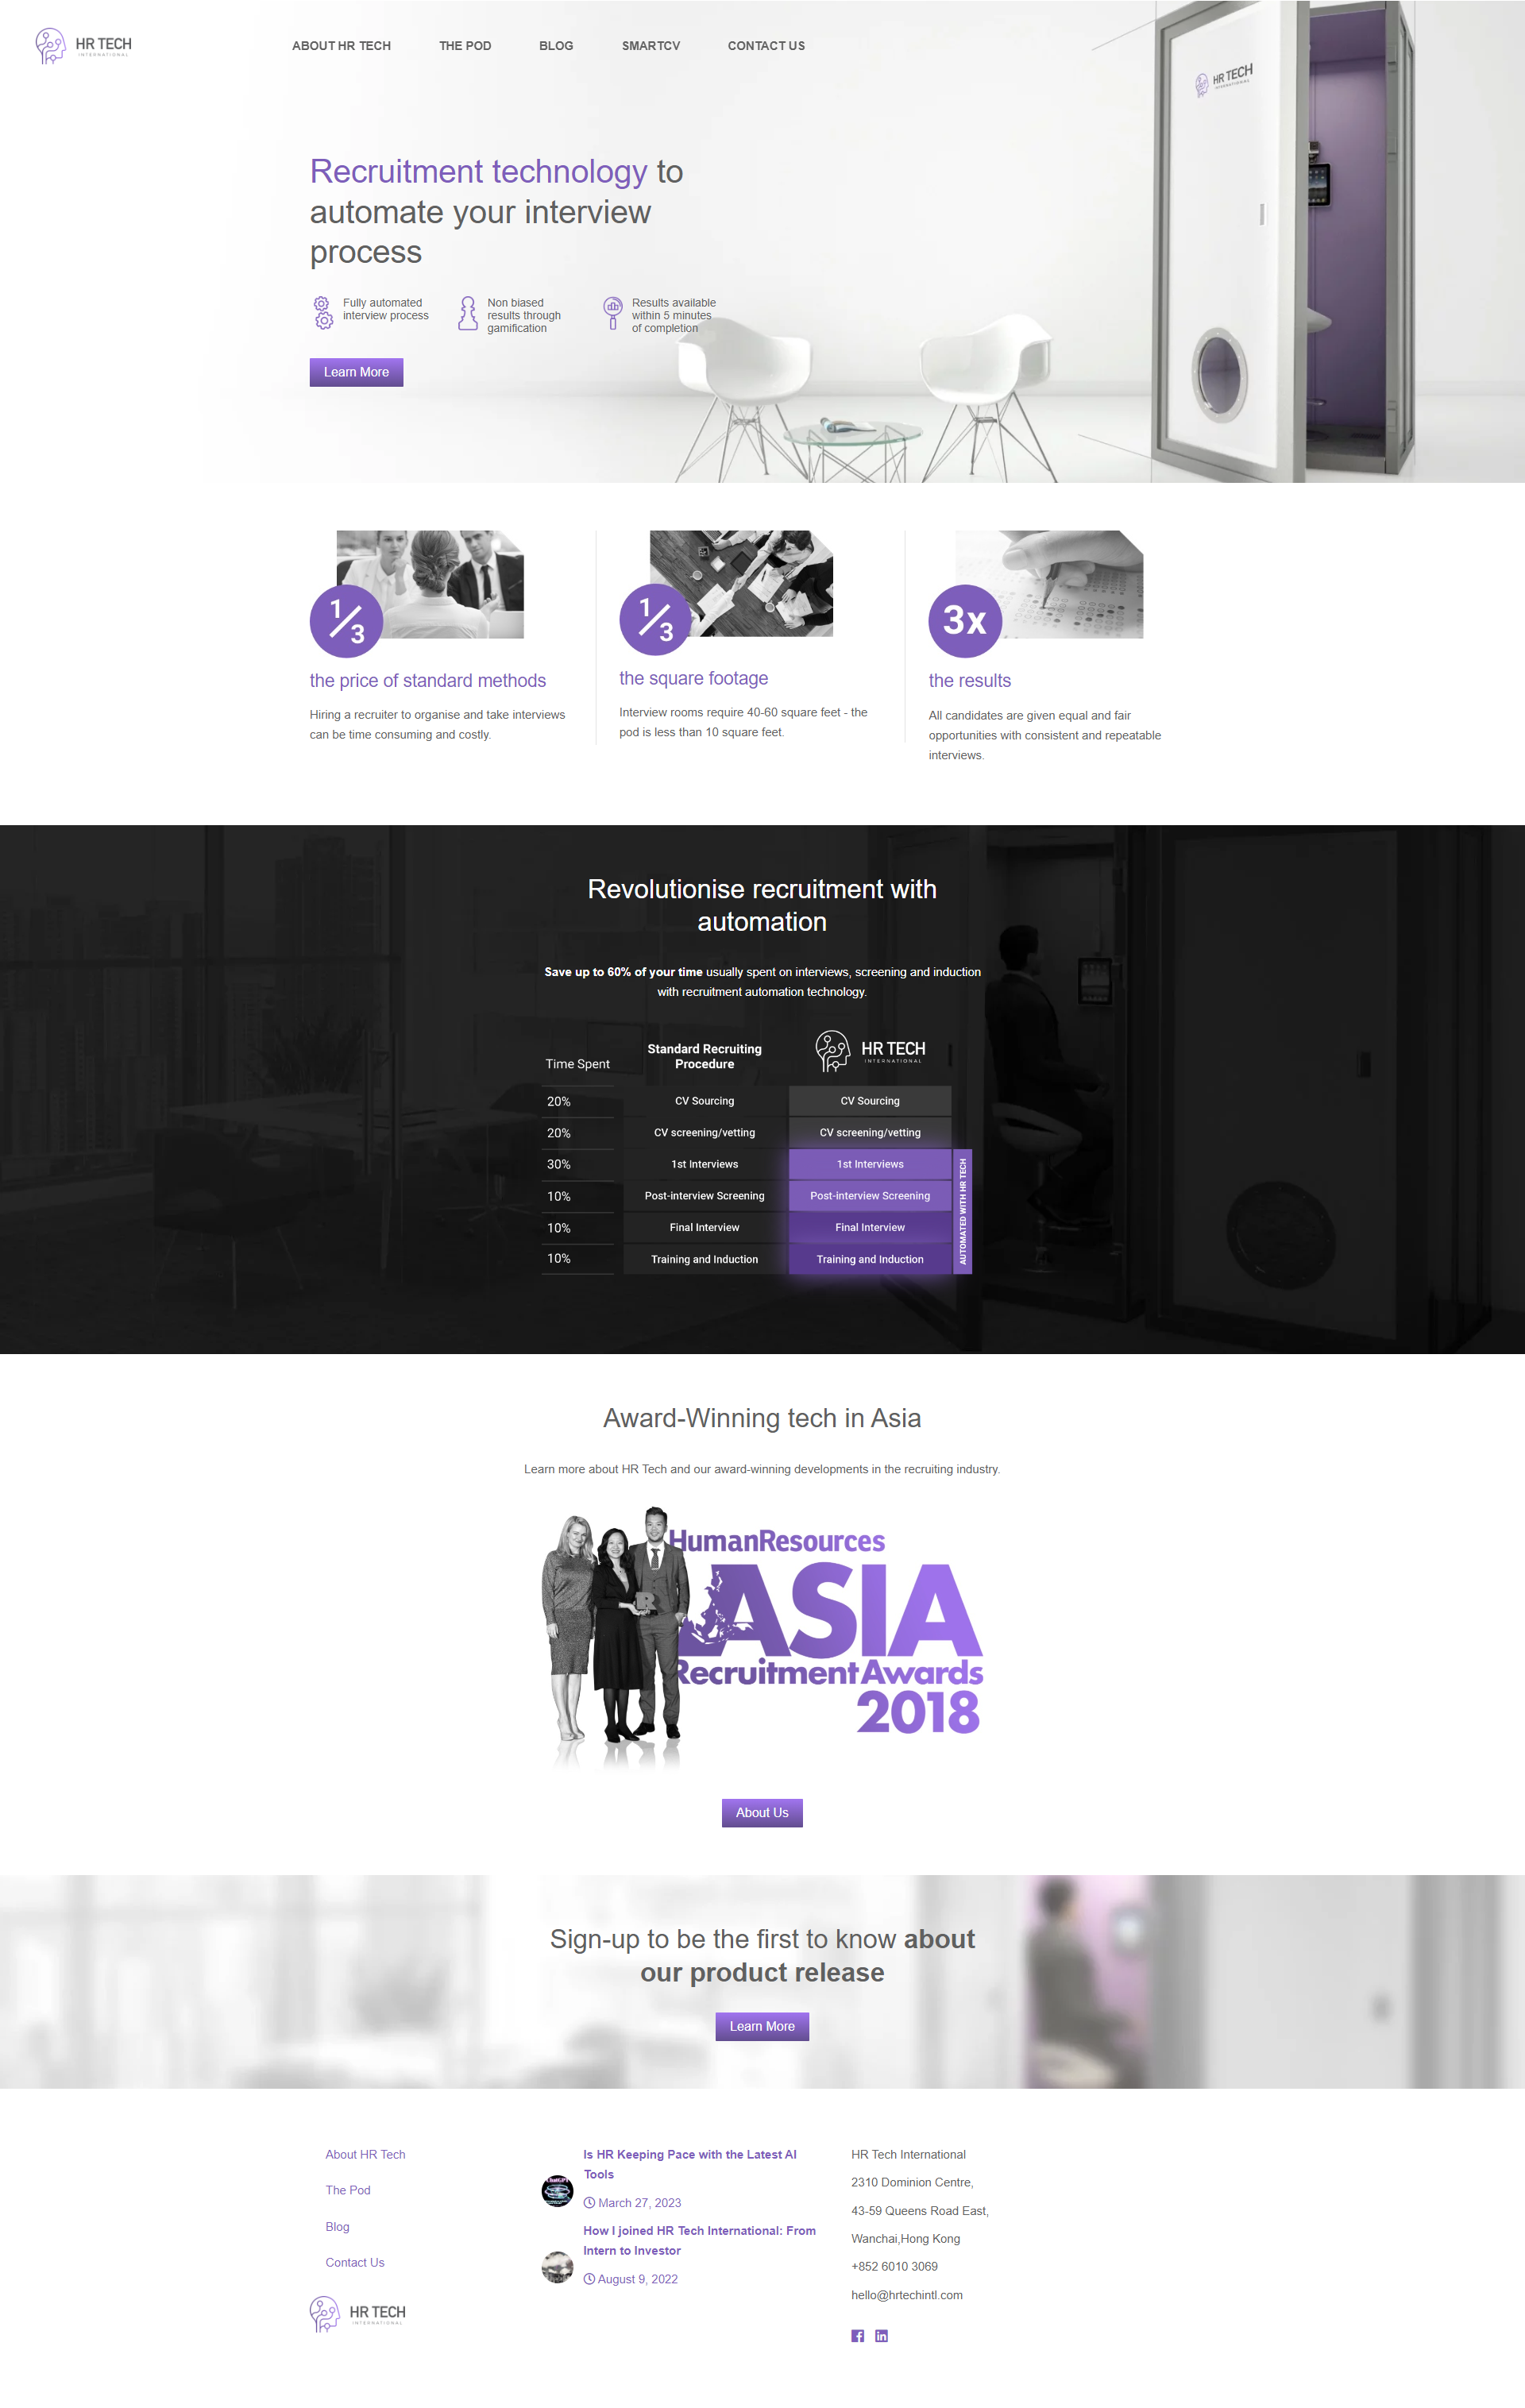 HR TECH
INTERNATIONAL
ABOUT HR TECH
THE POD
BLOG
SMARTCV
CONTACT US
HR TECH
INTERNATIONAL
Recruitment technology to
automate your interview
process
Fully automated
interview process
Non biased
results through
gamification
Results available
within 5 minutes
of completion
Learn More
1/3
the price of standard methods
Hiring a recruiter to organise and take interviews
can be time consuming and costly.
1/3
the square footage
Interview rooms require 40-60 square feet - the
pod is less than 10 square feet.
3x
the results
All candidates are given equal and fair
opportunities with consistent and repeatable
interviews.
Revolutionise recruitment with
automation
Save up to 60% of your time usually spent on interviews, screening and induction
with recruitment automation technology.
Time Spent
Standard Recruiting
Procedure
HR TECH
INTERNATIONAL
20% CV Sourcing CV Sourcing
20% CV screening/vetting CV screening/vetting
30% 1st Interviews 1st Interviews
10% Post-interview Screening Post-interview Screening
10% Final Interview Final Interview
10% Training and Induction Training and Induction
AUTOMATED WITH HR TECH
Award-Winning tech in Asia
Learn more about HR Tech and our award-winning developments in the recruiting industry.
HumanResources
ASIA
Recruitment Awards
2018
About Us
Sign-up to be the first to know about
our product release
Learn More
About HR Tech
The Pod
Blog
Contact Us
HR TECH
INTERNATIONAL
ChatGPT
Is HR Keeping Pace with the Latest AI
Tools
March 27, 2023
How I joined HR Tech International: From
Intern to Investor
August 9, 2022
HR Tech International
2310 Dominion Centre,
43-59 Queens Road East,
Wanchai,Hong Kong
+852 6010 3069
hello@hrtechintl.com